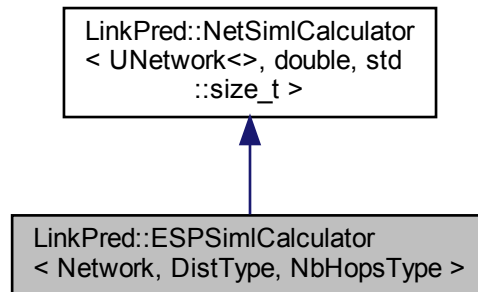 LinkPred::NetSimlCalculator
< UNetwork<>, double, std
::size_t >
LinkPred::ESPSimlCalculator
< Network, DistType, NbHopsType >